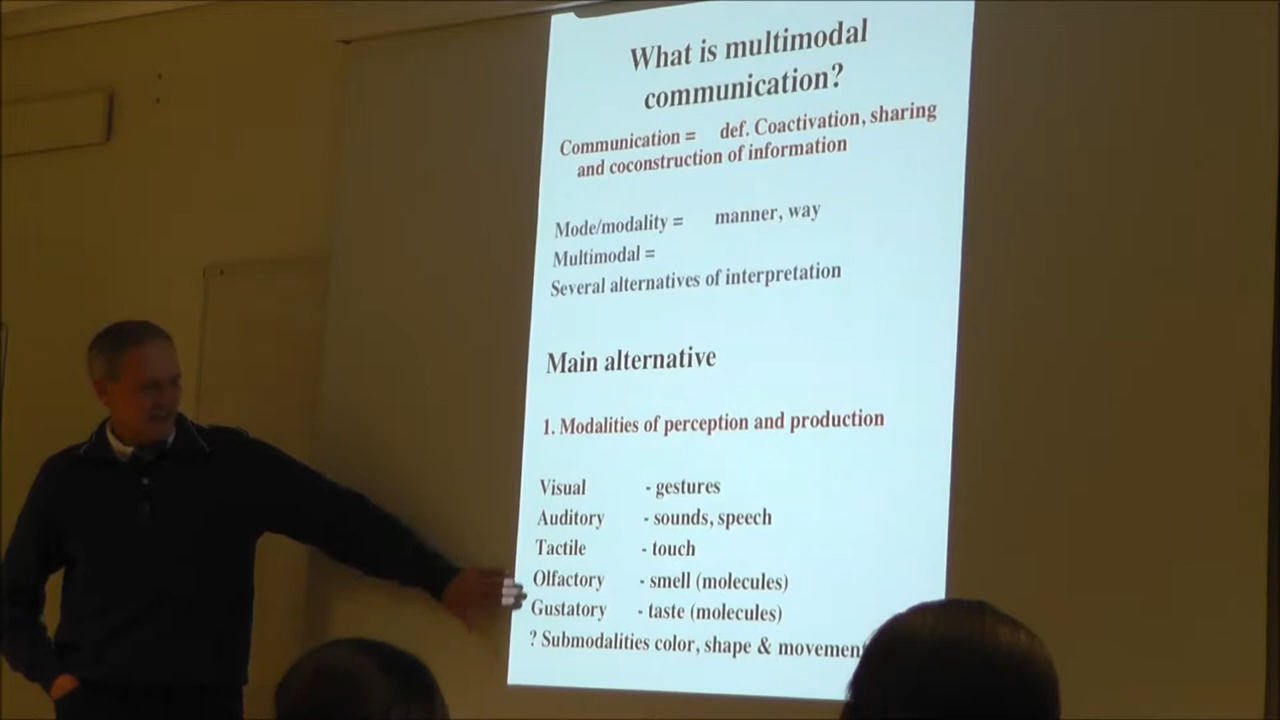 What is multimodal
communication?
Communication = def. Coactivation, sharing
and coconstruction of information
Mode/modality = manner, way
Multimodal =
Several alternatives of interpretation
Main alternative
1. Modalities of perception and production
Visual - gestures
Auditory - sounds, speech
Tactile - touch
Olfactory - smell (molecules)
Gustatory - taste (molecules)
? Submodalities color, shape & movement